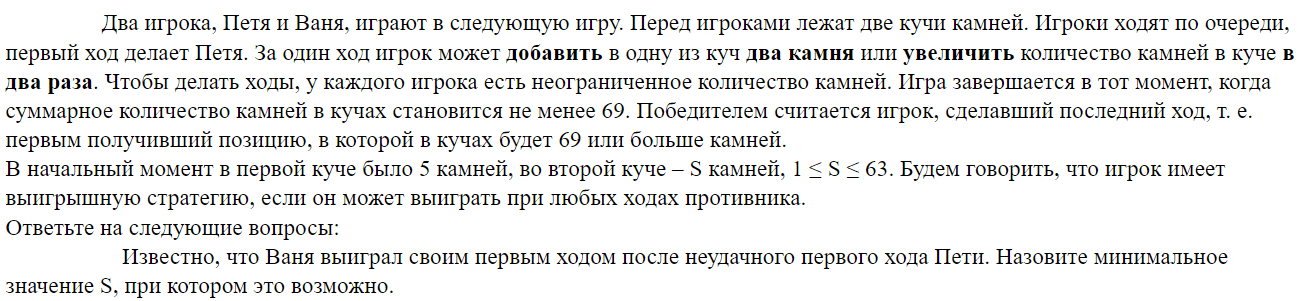 Два игрока, Петя и Ваня, играют в следующую игру. Перед игроками лежат две кучи камней. Игроки ходят по очереди,
первый ход делает Петя. За один ход игрок может добавить в одну из куч два камня или увеличить количество камней в куче в
два раза. Чтобы делать ходы, у каждого игрока есть неограниченное количество камней. Игра завершается в тот момент, когда
суммарное количество камней в кучах становится не менее 69. Победителем считается игрок, сделавший последний ход, т. е.
первым получивший позицию, в которой в кучах будет 69 или больше камней.
В начальный момент в первой куче было 5 камней, во второй куче – S камней, 1 ≤ S ≤ 63. Будем говорить, что игрок имеет
выигрышную стратегию, если он может выиграть при любых ходах противника.
Ответьте на следующие вопросы:
Известно, что Ваня выиграл своим первым ходом после неудачного первого хода Пети. Назовите минимальное
значение S, при котором это возможно.